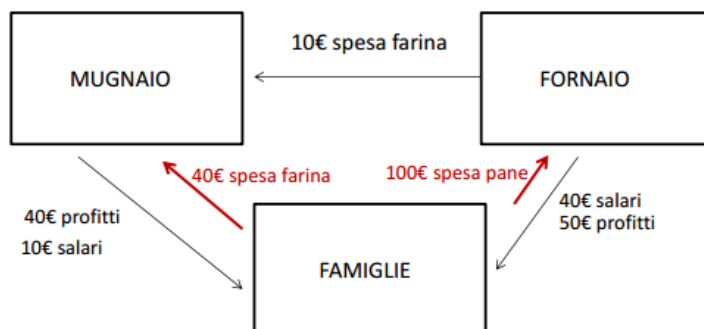 10€ spesa farina
MUGNAIO
FORNAIO
40€ spesa farina
100€ spesa pane
40€ profitti
10€ salari
40€ salari
50€ profitti
FAMIGLIE